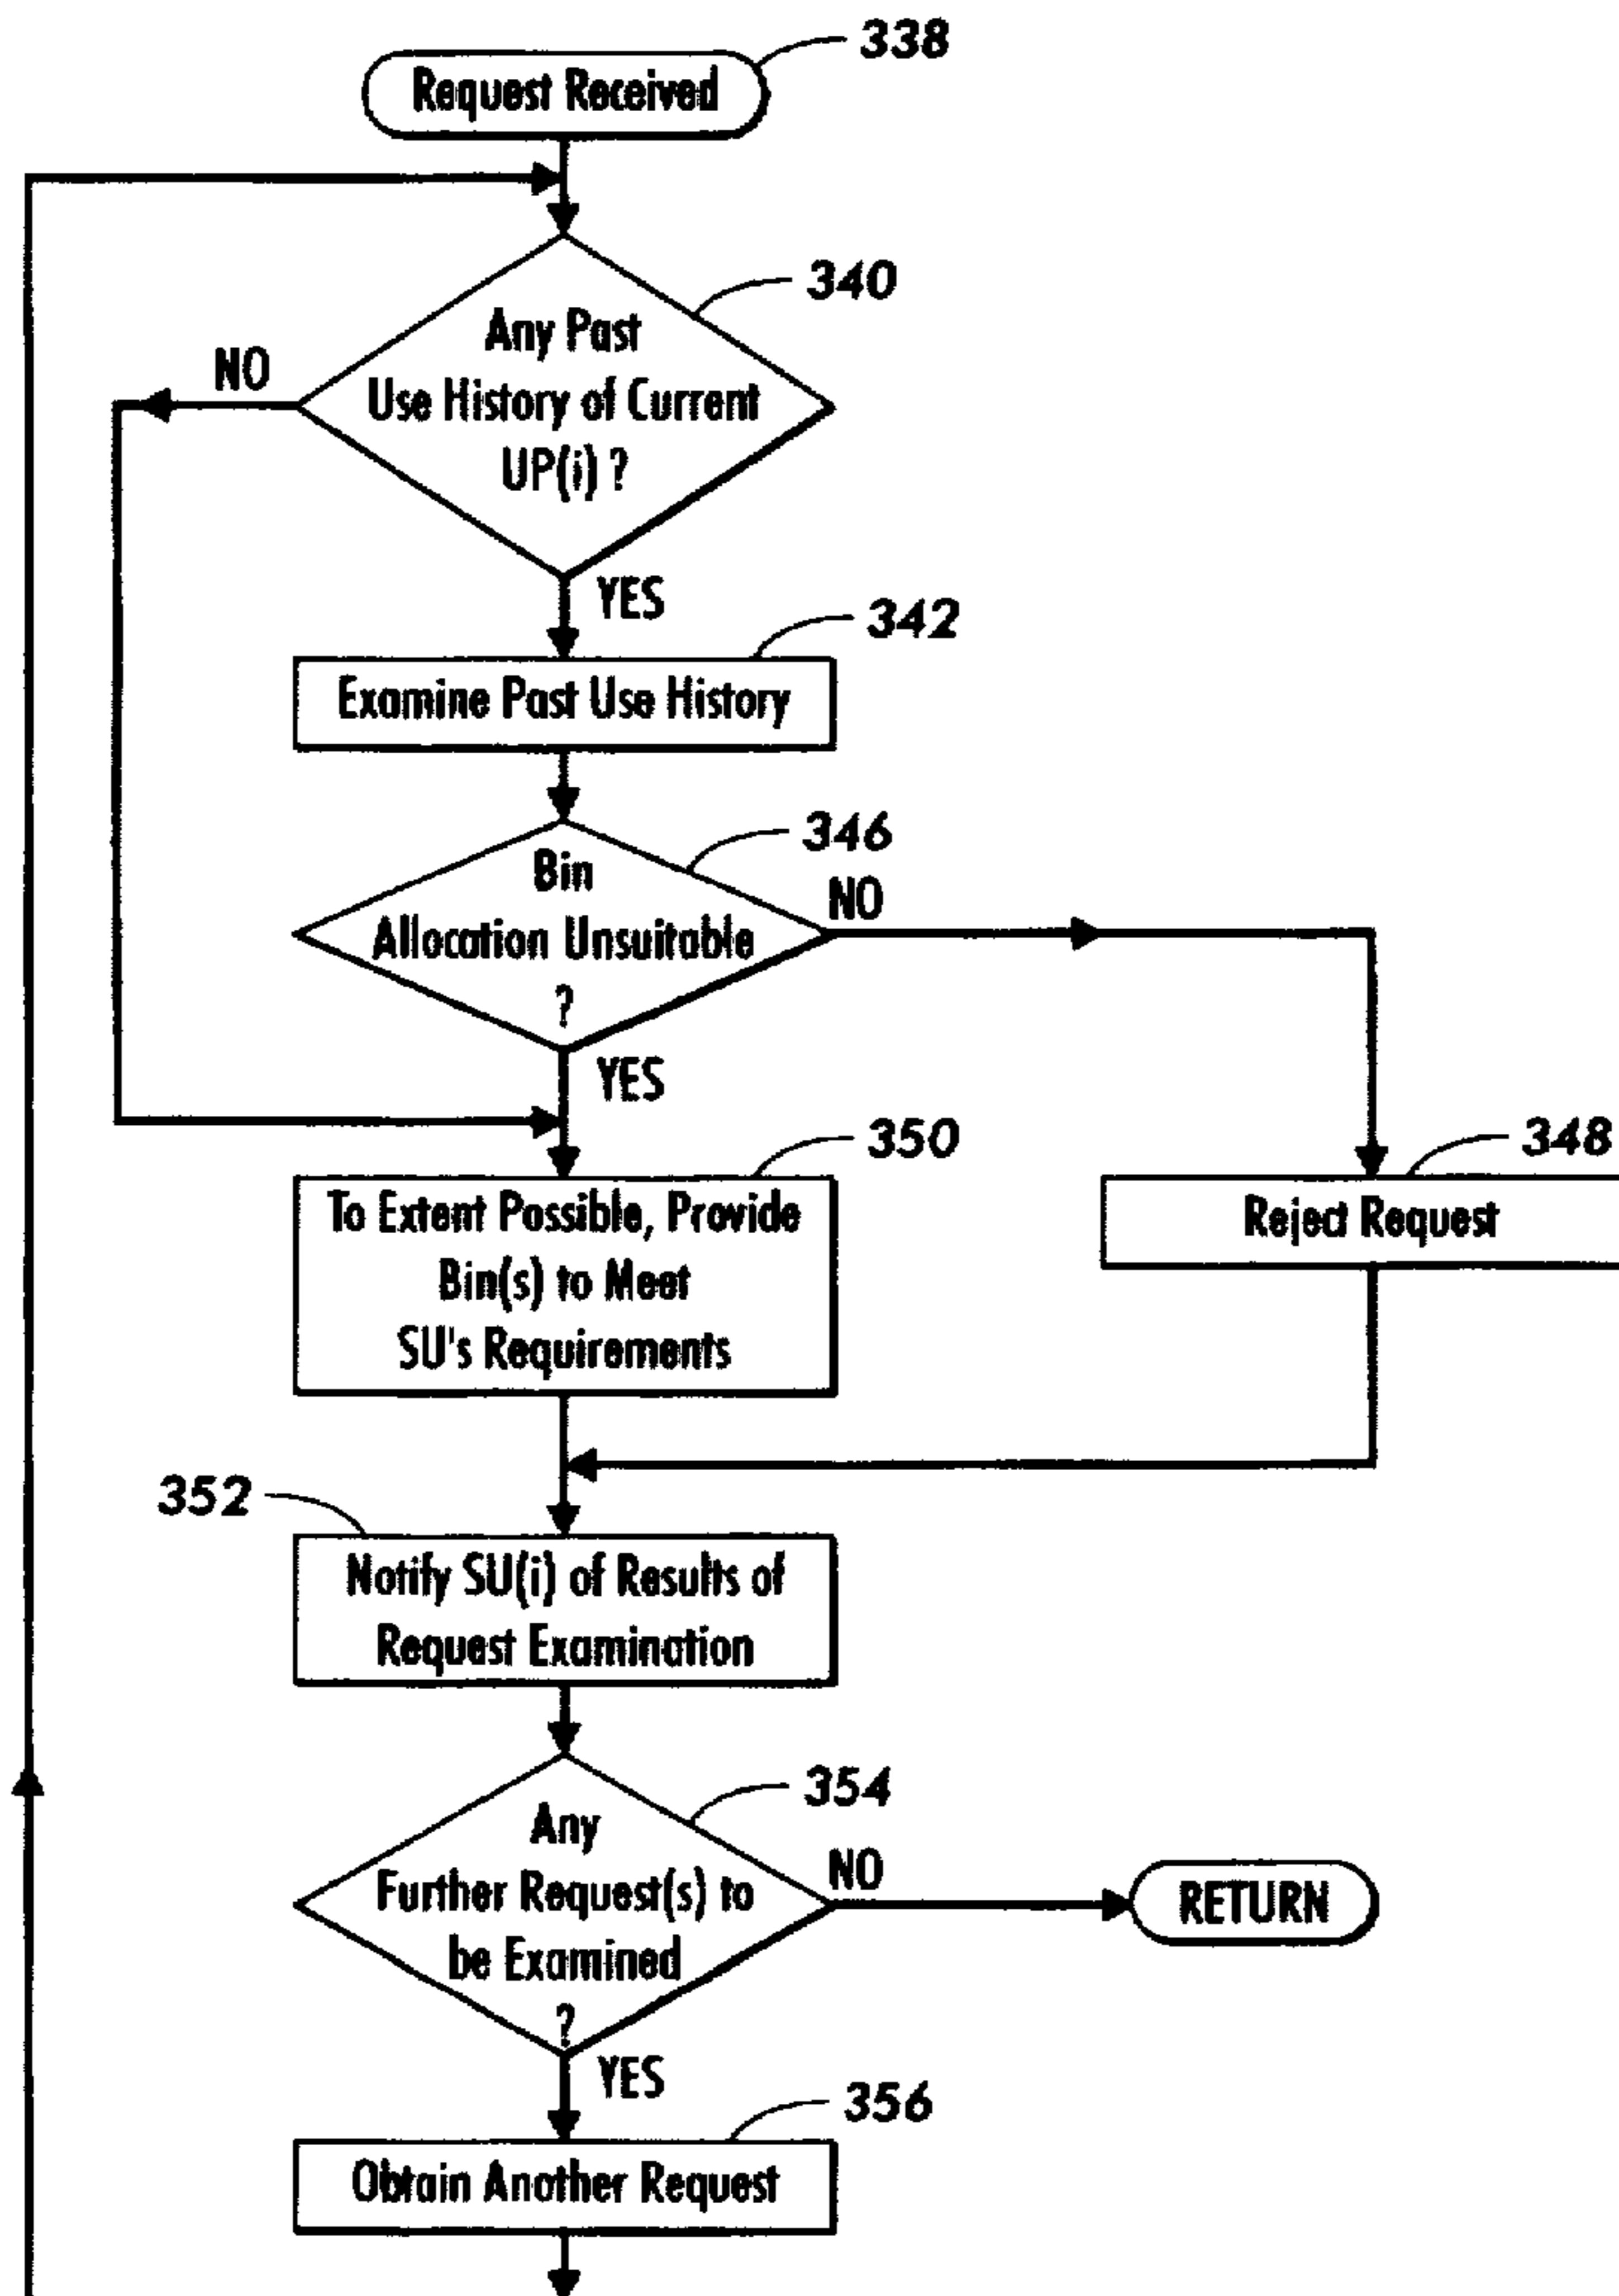 338
Request Received
340
Any Past
Use History of Current
UP(i) ?
NO
YES
342
Examine Past Use History
346
Bin
Allocation Unsuitable
?
NO
YES
350
To Extent Possible, Provide
Bin(s) to Meet
SU's Requirements
348
Reject Request
352
Notify SU(i) of Results of
Request Examination
354
Any
Further Request(s) to
be Examined
?
NO
RETURN
YES
356
Obtain Another Request